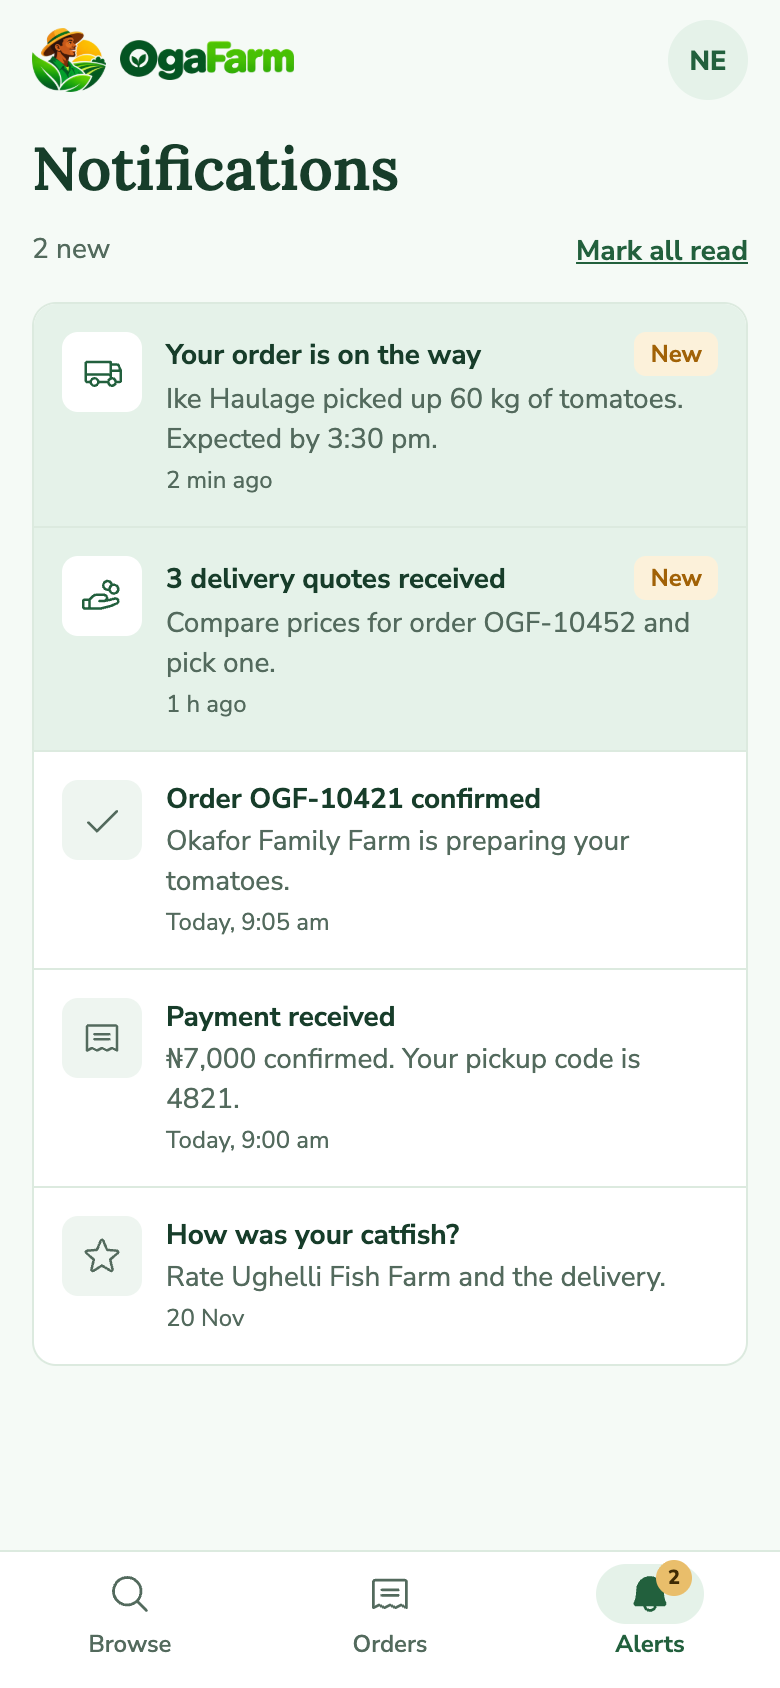 OgaFarm
NE
Notifications
2 new
Mark all read
Your order is on the way
New
Ike Haulage picked up 60 kg of tomatoes.
Expected by 3:30 pm.
2 min ago
3 delivery quotes received
New
Compare prices for order OGF-10452 and
pick one.
1 h ago
Order OGF-10421 confirmed
Okafor Family Farm is preparing your
tomatoes.
Today, 9:05 am
Payment received
₦7,000 confirmed. Your pickup code is
4821.
Today, 9:00 am
How was your catfish?
Rate Ughelli Fish Farm and the delivery.
20 Nov
2
Browse
Orders
Alerts